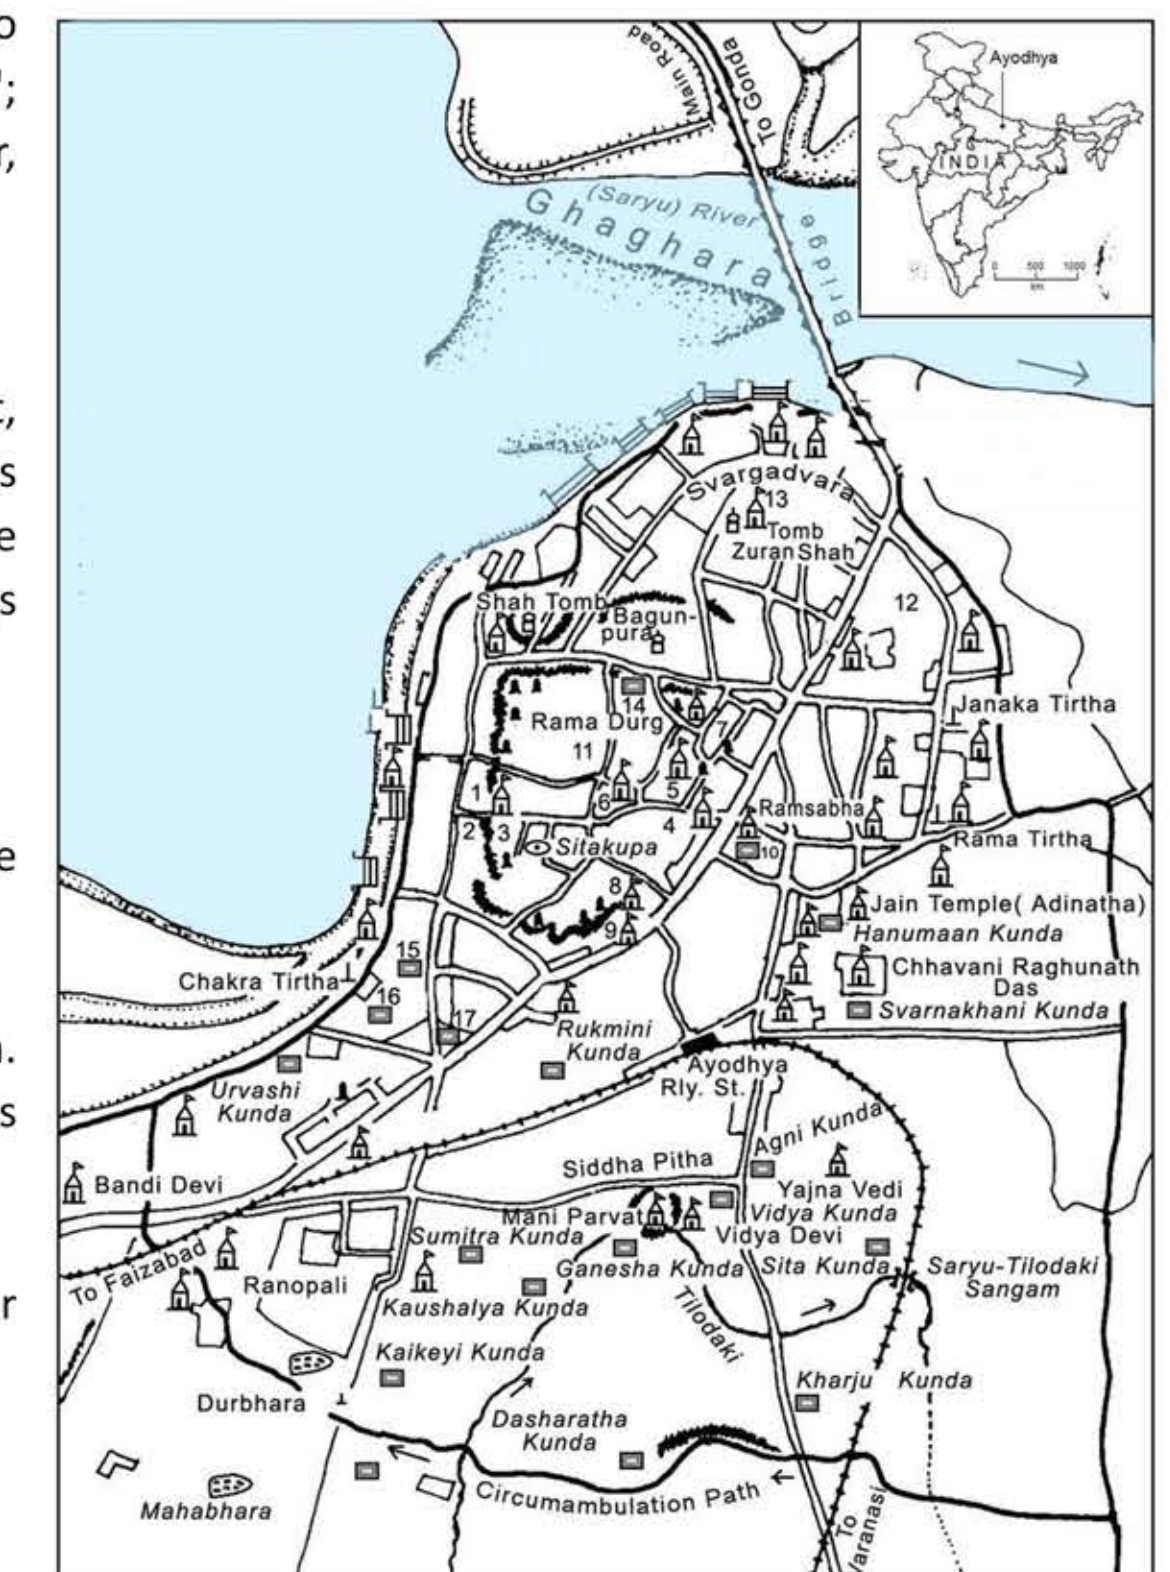 o
;
r,
t,
s
e
s
e
n.
s
r
Main Road
To Gonda
Ayodhya
INDIA
0 500 1000
km
(Saryu) River
Ghaghara
Bridge
Svargadvara
13
Tomb
Zuran Shah
12
Shah Tomb
Bagun-
pura
14
Rama Durg
11
7
Janaka Tirtha
1
6
5
2
3
4
Ramsabha
10
Sitakupa
Rama Tirtha
8
9
Jain Temple( Adinatha)
Hanumaan Kunda
15
Chakra Tirtha
16
Chhavani Raghunath
Das
Svarnakhani Kunda
17
Rukmini
Kunda
Urvashi
Kunda
Ayodhya
Rly. St.
Agni Kunda
Siddha Pitha
Bandi Devi
Yajna Vedi
Mani Parvat
Vidya Kunda
Sumitra Kunda
Vidya Devi
To Faizabad
Ganesha Kunda
Sita Kunda
Saryu-Tilodaki
Sangam
Ranopali
Kaushalya Kunda
Tilodaki
Kaikeyi Kunda
Kharju Kunda
Durbhara
Dasharatha
Kunda
Circumambulation Path
Mahabhara
To
Varanasi